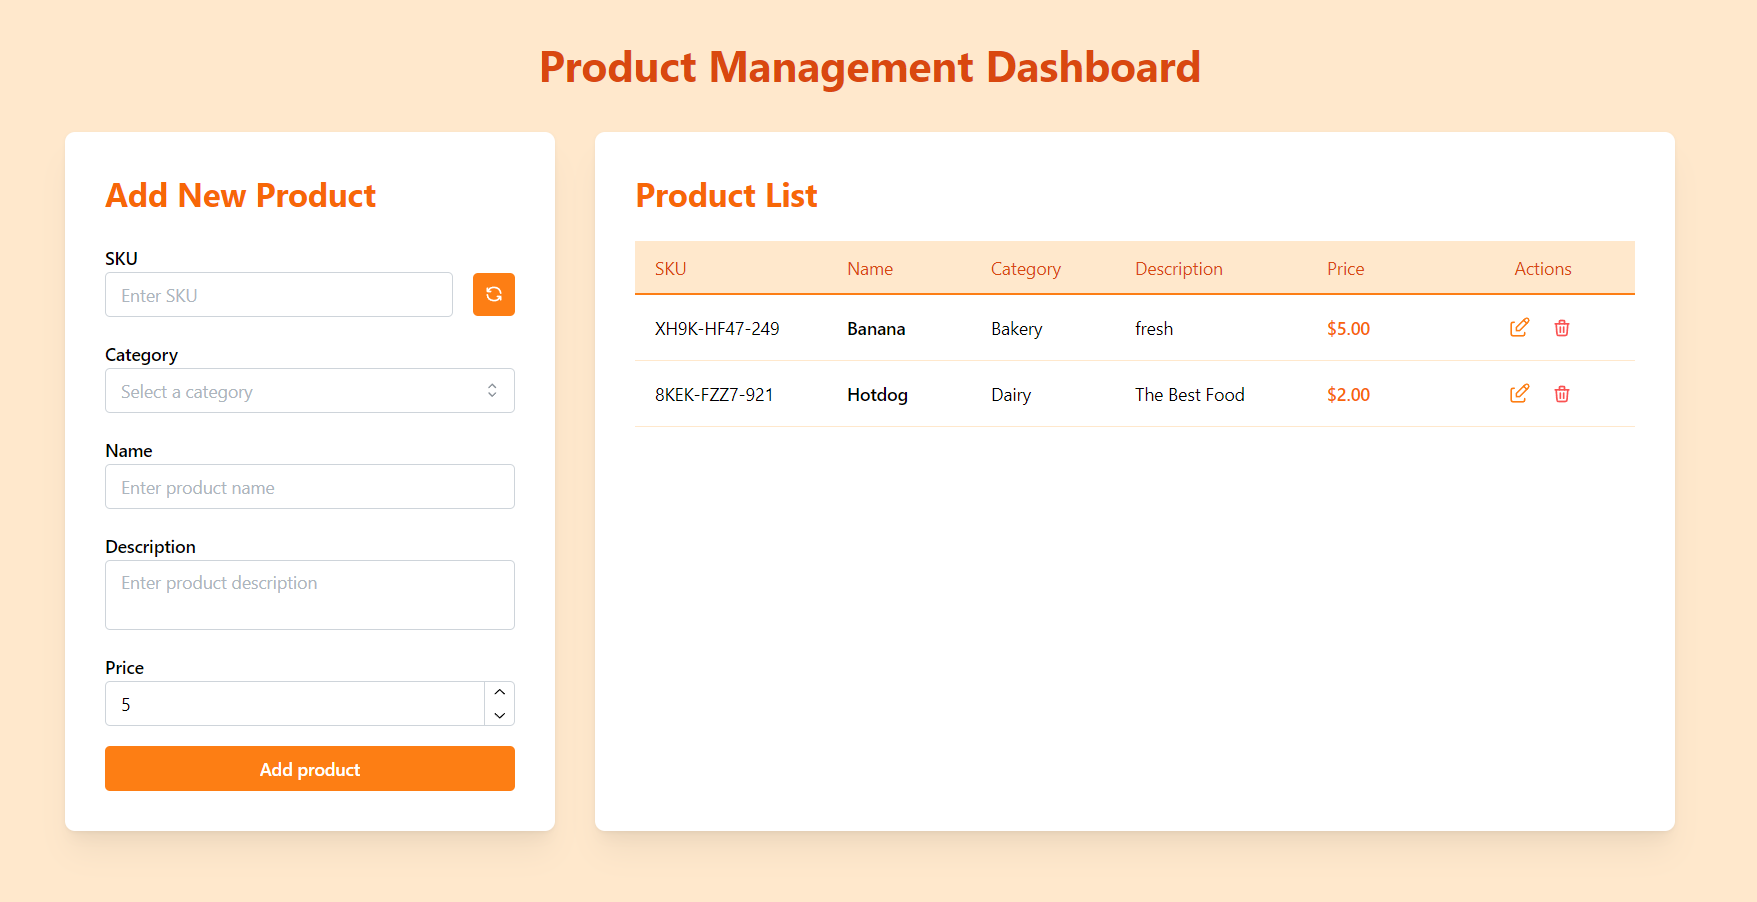 Product Management Dashboard
Add New Product
SKU
Enter SKU
Category
Select a category
Name
Enter product name
Description
Enter product description
Price
5
Add product
Product List
SKU Name Category Description Price Actions
XH9K-HF47-249 Banana Bakery fresh $5.00
8KEK-FZZ7-921 Hotdog Dairy The Best Food $2.00